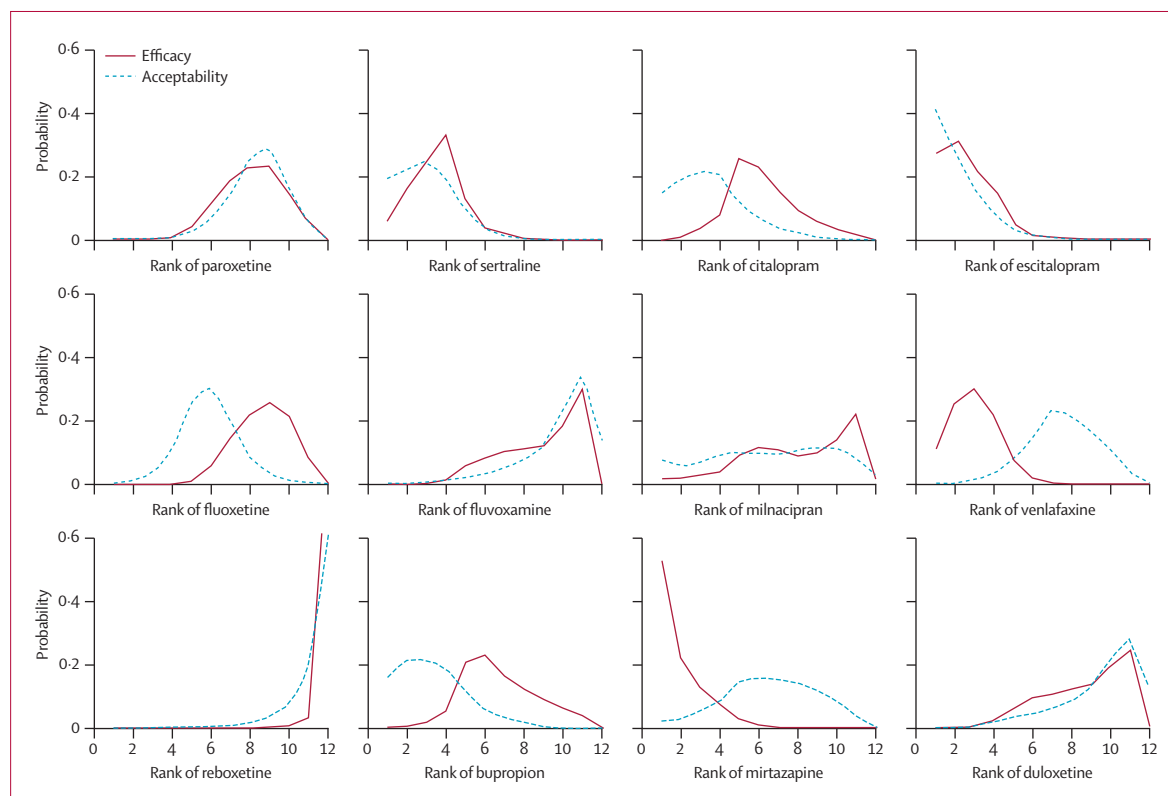 0·6
Efficacy
Acceptability
0·4
Probability
0·2
0
Rank of paroxetine
Rank of sertraline
Rank of citalopram
Rank of escitalopram
0·6
0·4
Probability
0·2
0
Rank of fluoxetine
Rank of fluvoxamine
Rank of milnacipran
Rank of venlafaxine
0·6
0·4
Probability
0·2
0
0 2 4 6 8 10 12
0 2 4 6 8 10 12
0 2 4 6 8 10 12
0 2 4 6 8 10 12
Rank of reboxetine
Rank of bupropion
Rank of mirtazapine
Rank of duloxetine